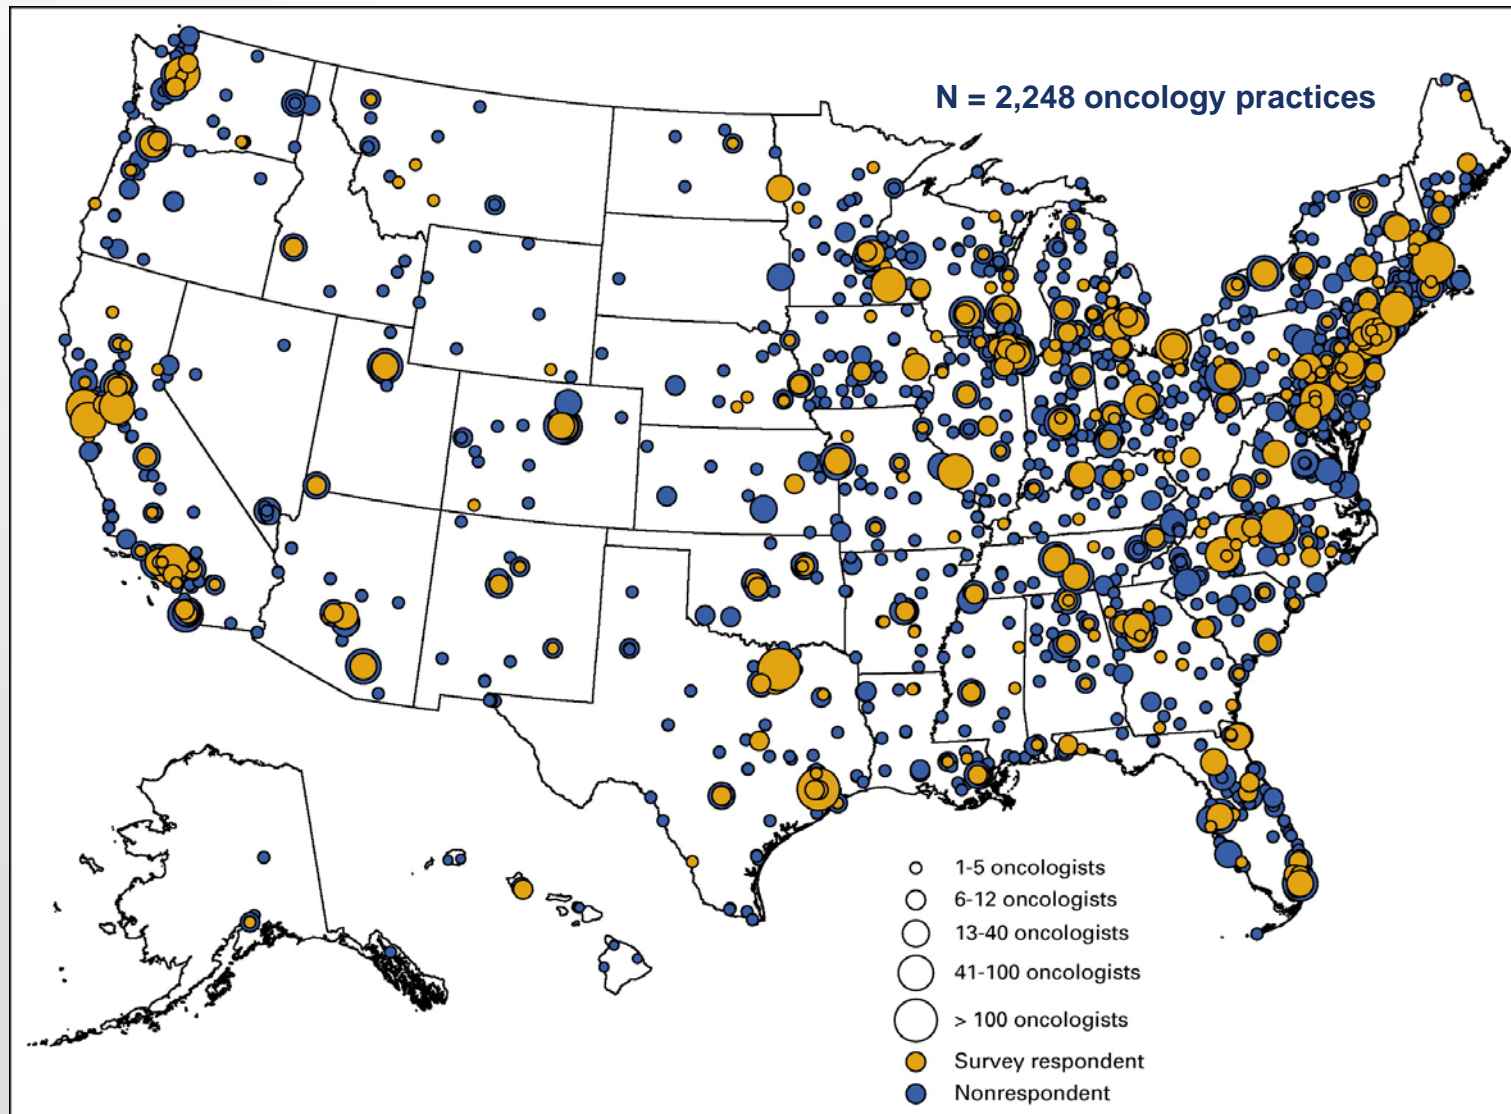 N = 2,248 oncology practices
1-5 oncologists
6-12 oncologists
13-40 oncologists
41-100 oncologists
> 100 oncologists
Survey respondent
Nonrespondent